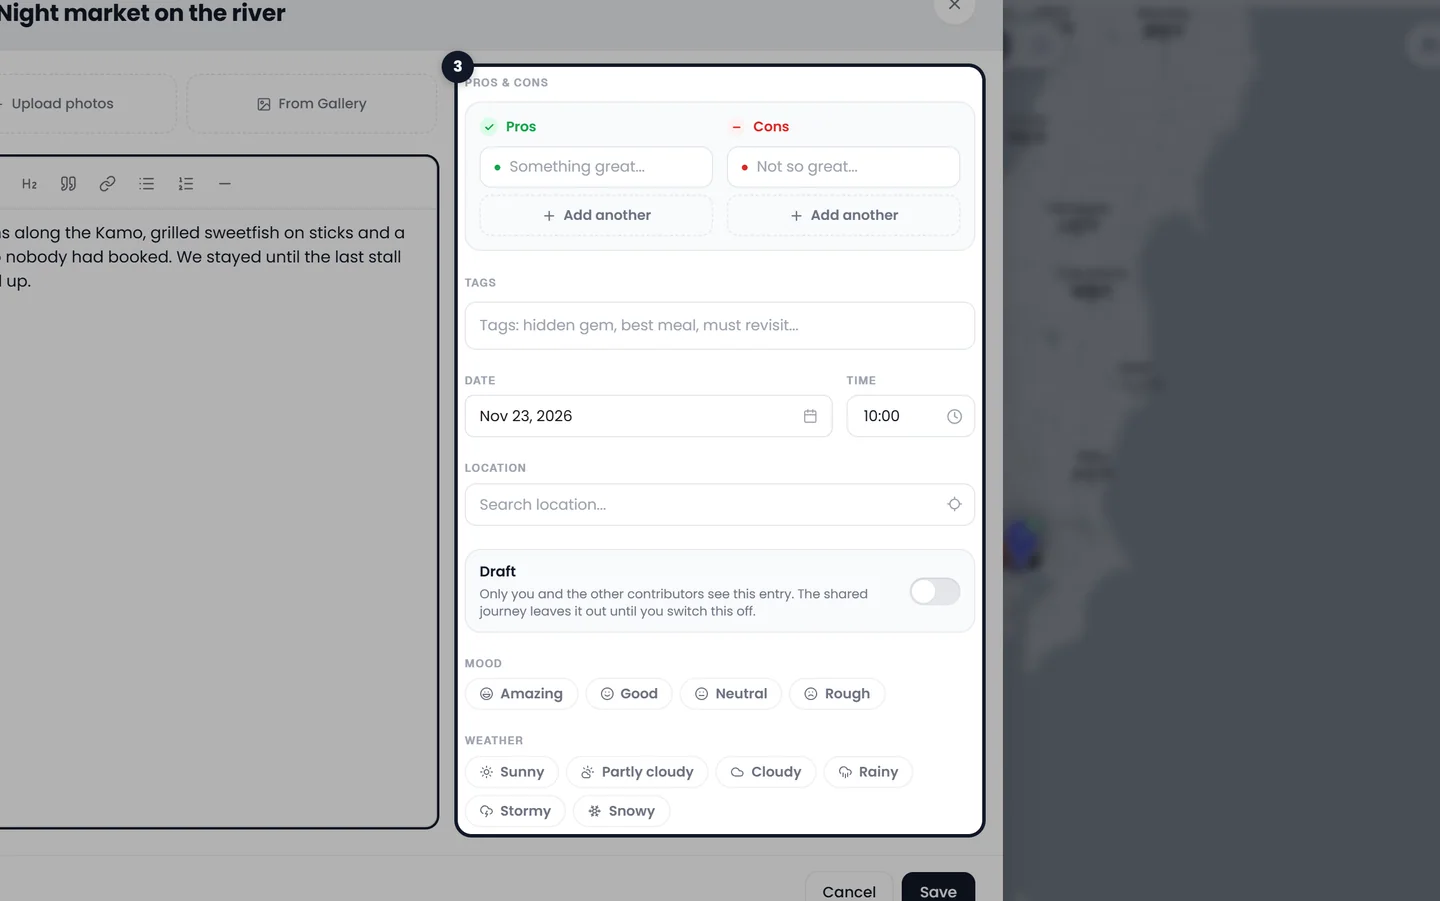 Night market on the river
Upload photos
From Gallery
H2
along the Kamo, grilled sweetfish on sticks and a
nobody had booked. We stayed until the last stall
up.
3
PROS & CONS
Pros
Cons
Something great...
Not so great...
+ Add another
+ Add another
TAGS
Tags: hidden gem, best meal, must revisit...
DATE
TIME
Nov 23, 2026
10:00
LOCATION
Search location...
Draft
Only you and the other contributors see this entry. The shared
journey leaves it out until you switch this off.
MOOD
Amazing
Good
Neutral
Rough
WEATHER
Sunny
Partly cloudy
Cloudy
Rainy
Stormy
Snowy
Cancel
Save